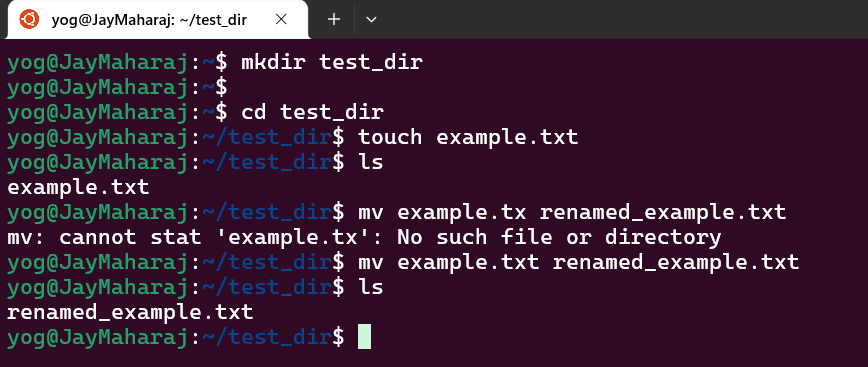 yog@JayMaharaj: ~/test_dir
yog@JayMaharaj:~$ mkdir test_dir
yog@JayMaharaj:~$
yog@JayMaharaj:~$ cd test_dir
yog@JayMaharaj:~/test_dir$ touch example.txt
yog@JayMaharaj:~/test_dir$ ls
example.txt
yog@JayMaharaj:~/test_dir$ mv example.tx renamed_example.txt
mv: cannot stat 'example.tx': No such file or directory
yog@JayMaharaj:~/test_dir$ mv example.txt renamed_example.txt
yog@JayMaharaj:~/test_dir$ ls
renamed_example.txt
yog@JayMaharaj:~/test_dir$